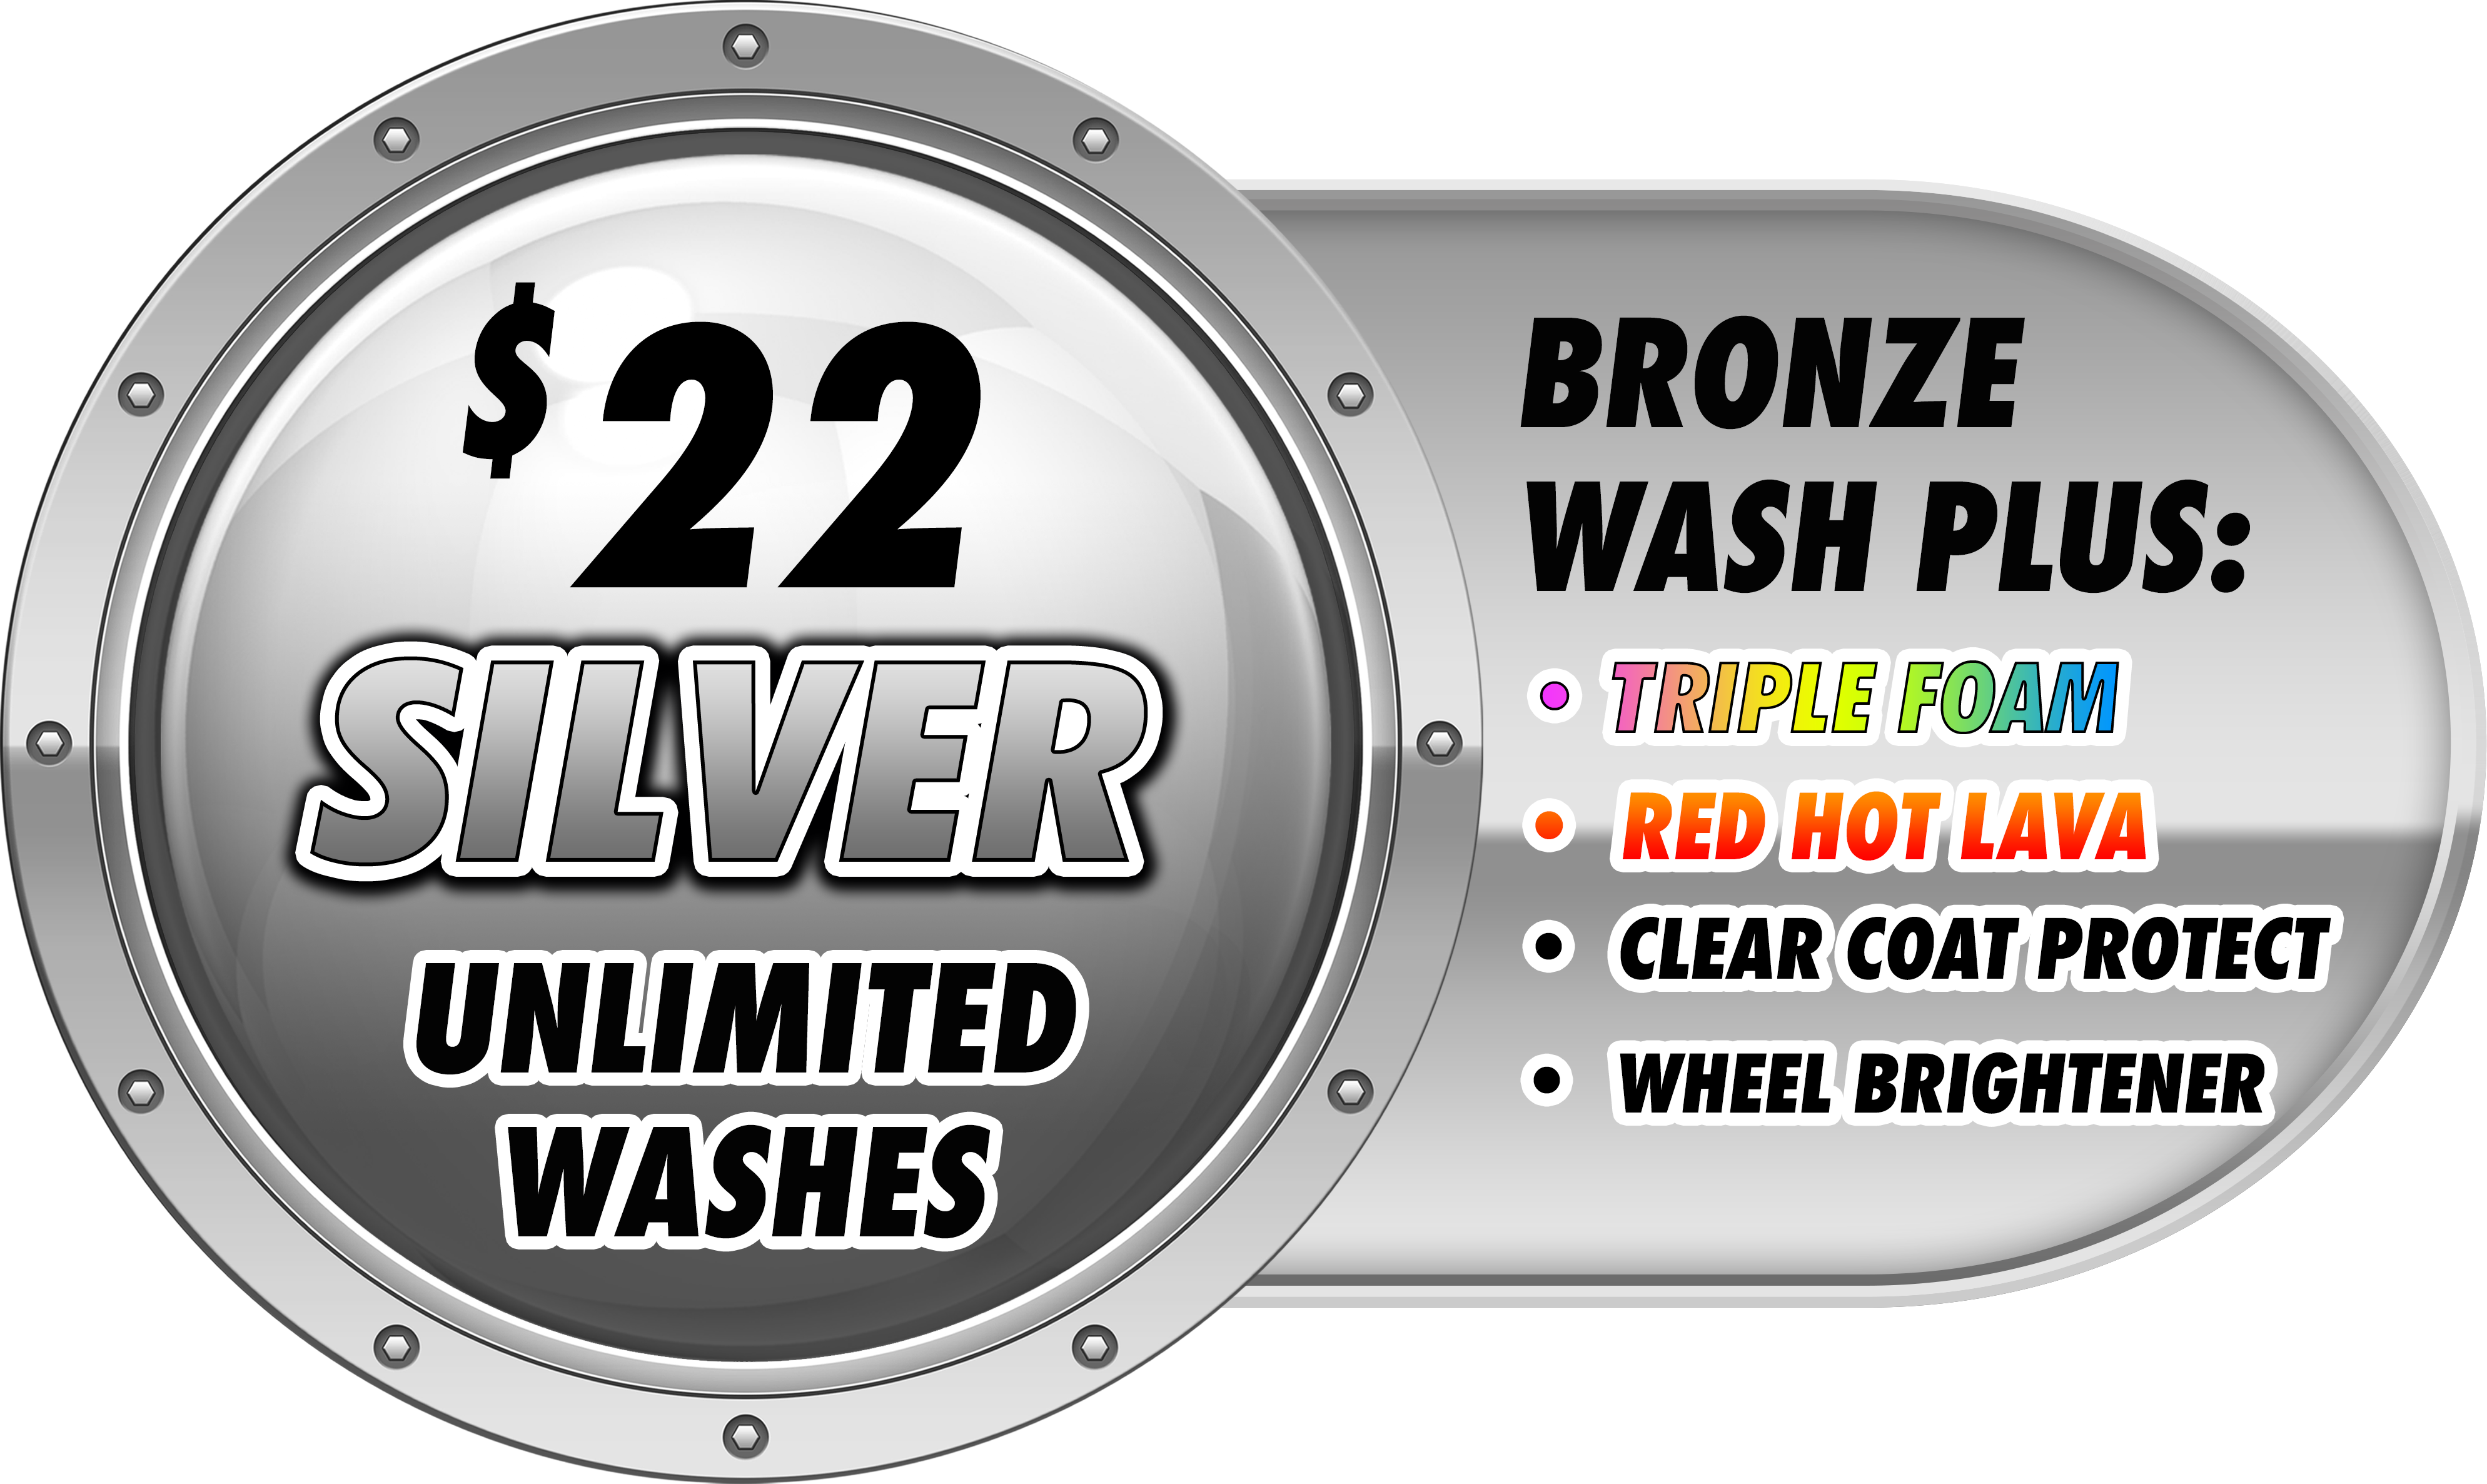 $22
SILVER
UNLIMITED
WASHES
BRONZE
WASH PLUS:
• TRIPLE FOAM
• RED HOT LAVA
• CLEAR COAT PROTECT
• WHEEL BRIGHTENER